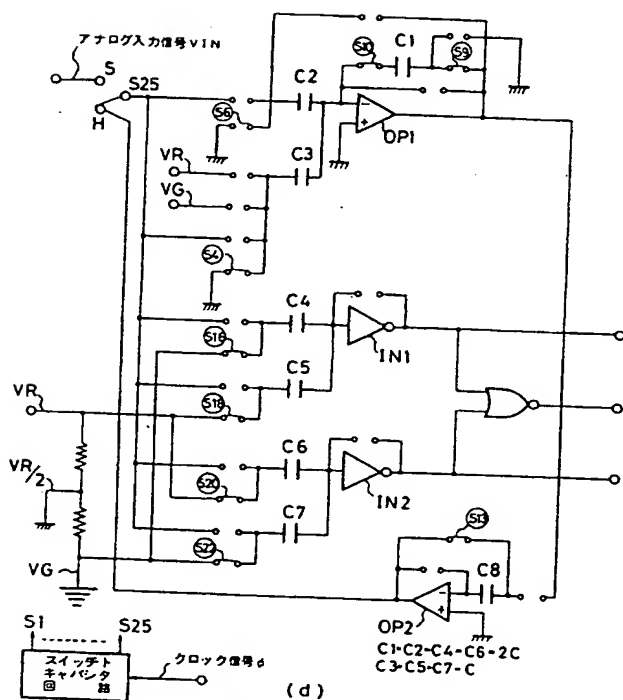 アナログ入力信号VIN
S
S25
H
S10
C1
S9
C2
S6
OP1
VR
C3
VG
S4
C4
S16
IN1
C5
S18
VR
C6
S20
IN2
VR/2
C7
S22
S13
VG
C8
OP2
S1
S25
C1-C2-C4-C6-2C
C3-C5-C7-C
スイッチト
キャパシタ
回路
クロック信号φ
(d)